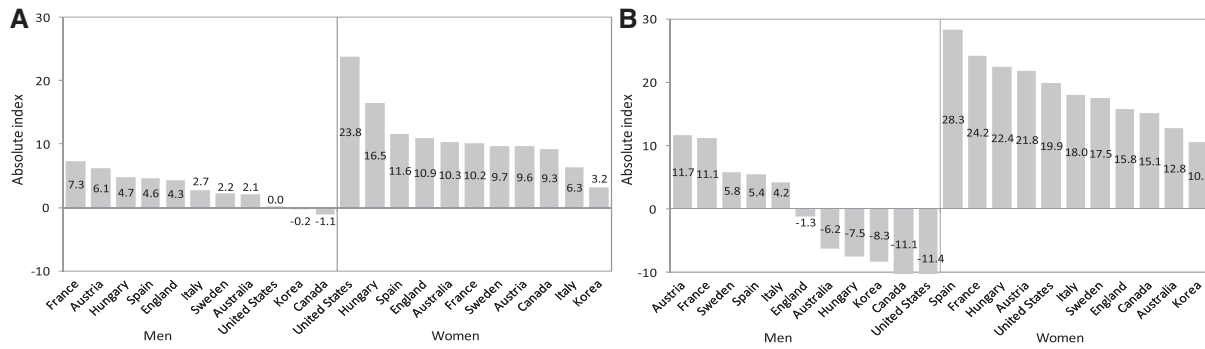 A
Absolute index
30
20
10
0
-10
7.3 6.1 4.7 4.6 4.3 2.7 2.2 2.1 0.0 -0.2 -1.1 23.8 16.5 11.6 10.9 10.3 10.2 9.7 9.6 9.3 6.3 3.2
France Austria Hungary Spain England Italy Sweden Australia United States Korea Canada United States Hungary Spain England Australia France Sweden Austria Canada Italy Korea
Men Women
B
Absolute index
30
20
10
0
-10
11.7 11.1 5.8 5.4 4.2 -1.3 -6.2 -7.5 -8.3 -11.1 -11.4 28.3 24.2 22.4 21.8 19.9 18.0 17.5 15.8 15.1 12.8 10.
Austria France Sweden Spain Italy England Australia Hungary Korea Canada United States Spain France Hungary Austria United States Italy Sweden England Canada Australia Korea
Men Women